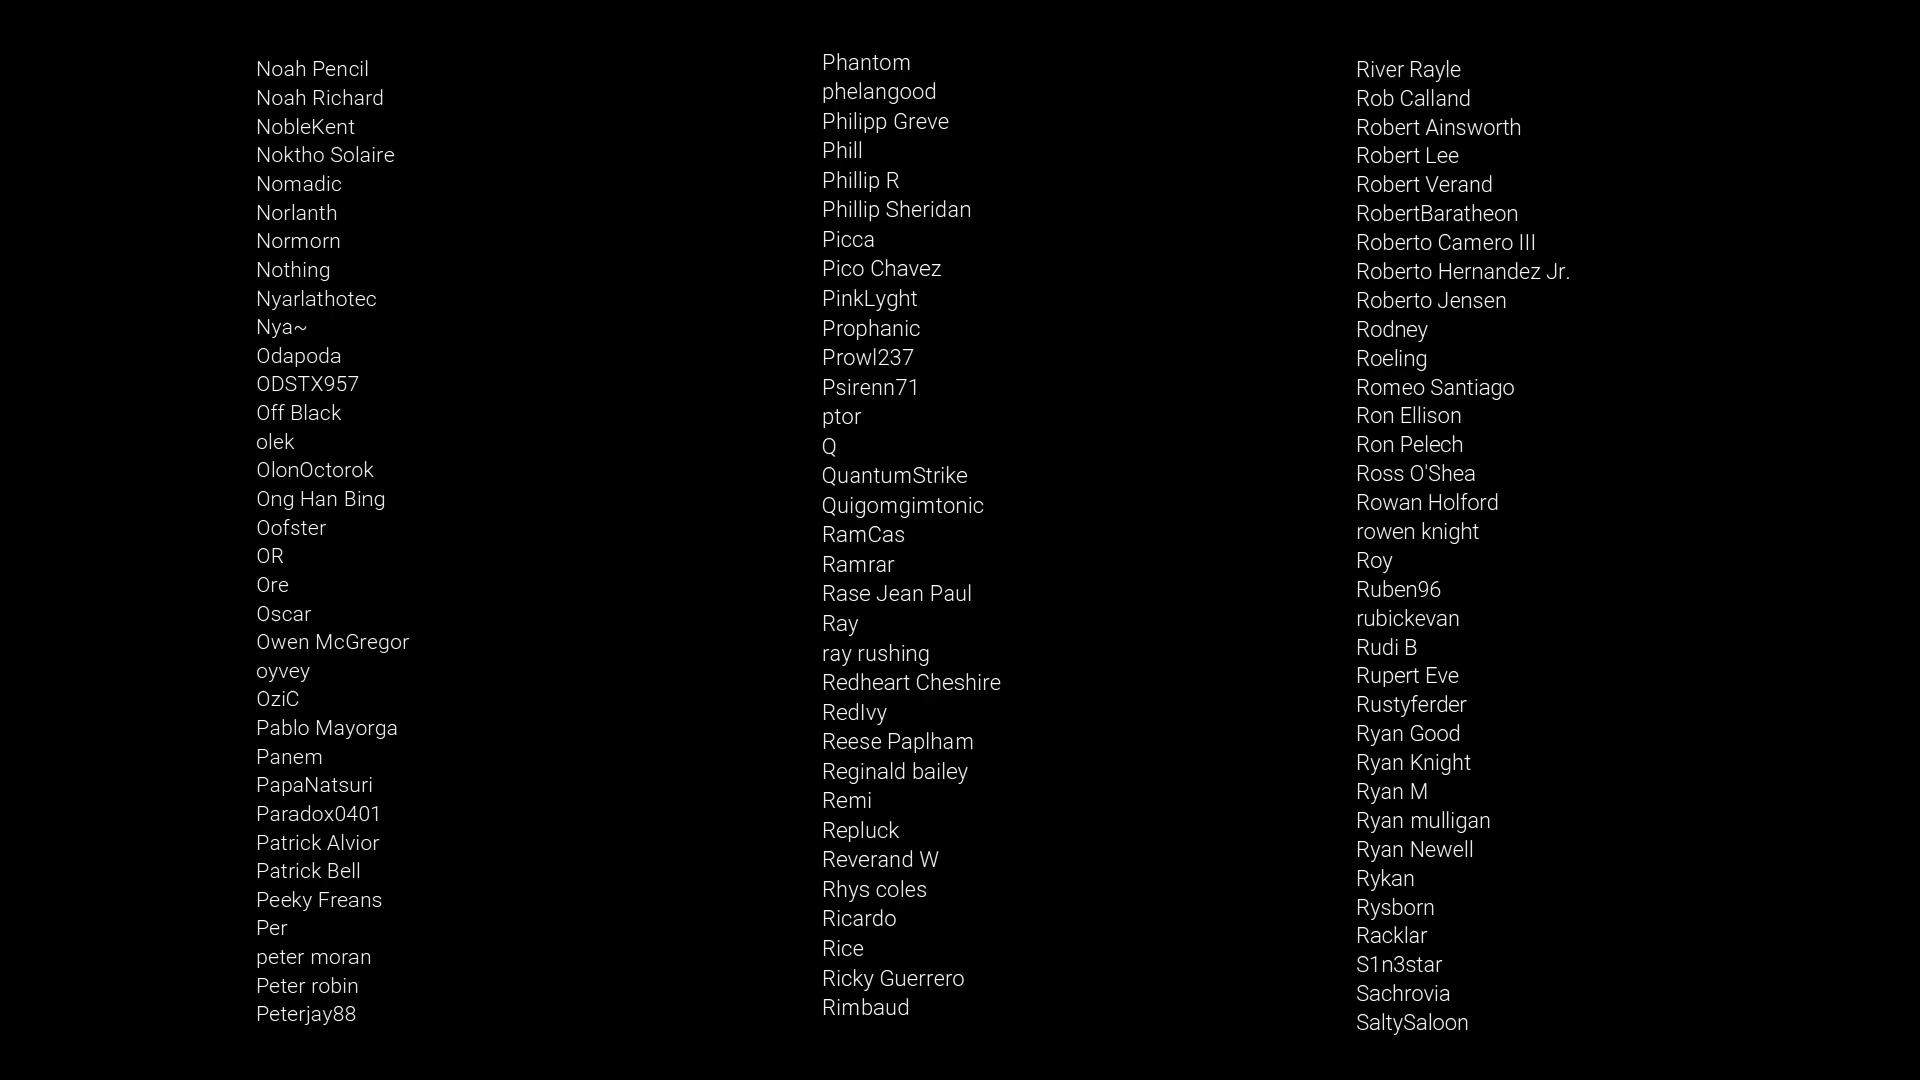 Noah Pencil
Noah Richard
NobleKent
Noktho Solaire
Nomadic
Norlanth
Normorn
Nothing
Nyarlathotec
Nya~
Odapoda
ODSTX957
Off Black
olek
OlonOctorok
Ong Han Bing
Oofster
OR
Ore
Oscar
Owen McGregor
oyvey
OziC
Pablo Mayorga
Panem
PapaNatsuri
Paradox0401
Patrick Alvior
Patrick Bell
Peeky Freans
Per
peter moran
Peter robin
Peterjay88
Phantom
phelangood
Philipp Greve
Phill
Phillip R
Phillip Sheridan
Picca
Pico Chavez
PinkLyght
Prophanic
Prowl237
Psirenn71
ptor
Q
QuantumStrike
Quigomgimtonic
RamCas
Ramrar
Rase Jean Paul
Ray
ray rushing
Redheart Cheshire
RedIvy
Reese Paplham
Reginald bailey
Remi
Repluck
Reverand W
Rhys coles
Ricardo
Rice
Ricky Guerrero
Rimbaud
River Rayle
Rob Calland
Robert Ainsworth
Robert Lee
Robert Verand
RobertBaratheon
Roberto Camero III
Roberto Hernandez Jr.
Roberto Jensen
Rodney
Roeling
Romeo Santiago
Ron Ellison
Ron Pelech
Ross O'Shea
Rowan Holford
rowen knight
Roy
Ruben96
rubickevan
Rudi B
Rupert Eve
Rustyferder
Ryan Good
Ryan Knight
Ryan M
Ryan mulligan
Ryan Newell
Rykan
Rysborn
Racklar
S1n3star
Sachrovia
SaltySaloon